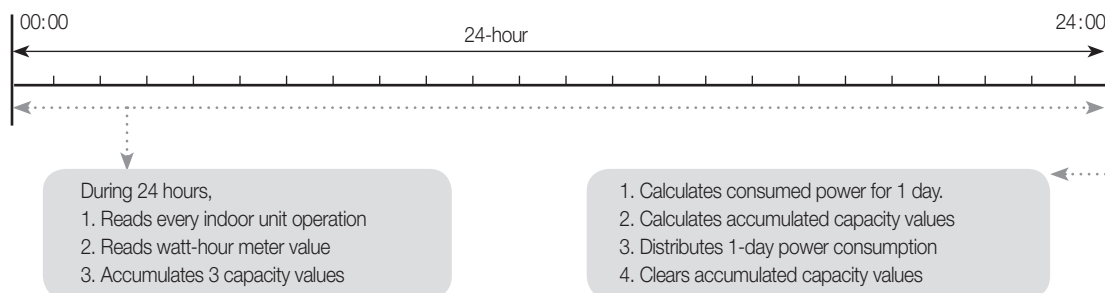 00:00
24:00
24-hour
During 24 hours,
1. Reads every indoor unit operation
2. Reads watt-hour meter value
3. Accumulates 3 capacity values
1. Calculates consumed power for 1 day.
2. Calculates accumulated capacity values
3. Distributes 1-day power consumption
4. Clears accumulated capacity values